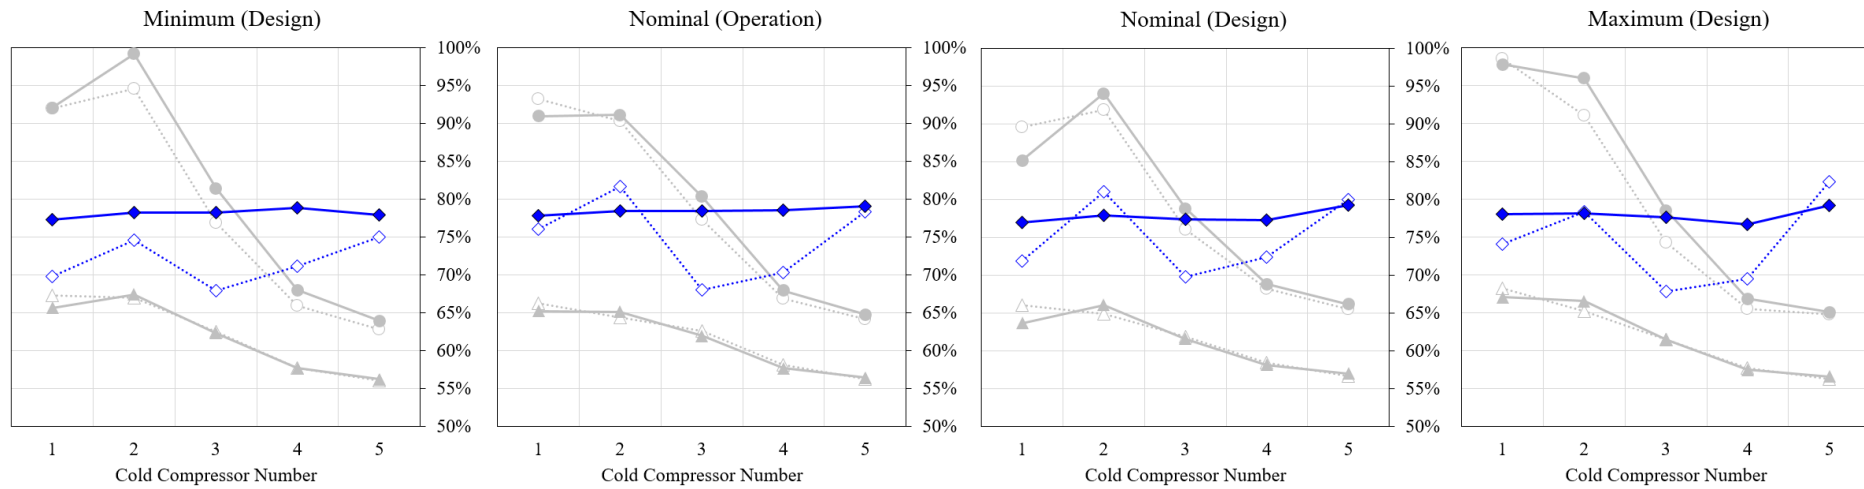 Minimum (Design)
100%
95%
90%
85%
80%
75%
70%
65%
60%
55%
50%
1 2 3 4 5
Cold Compressor Number
Nominal (Operation)
100%
95%
90%
85%
80%
75%
70%
65%
60%
55%
50%
1 2 3 4 5
Cold Compressor Number
Nominal (Design)
100%
95%
90%
85%
80%
75%
70%
65%
60%
55%
50%
1 2 3 4 5
Cold Compressor Number
Maximum (Design)
1 2 3 4 5
Cold Compressor Number